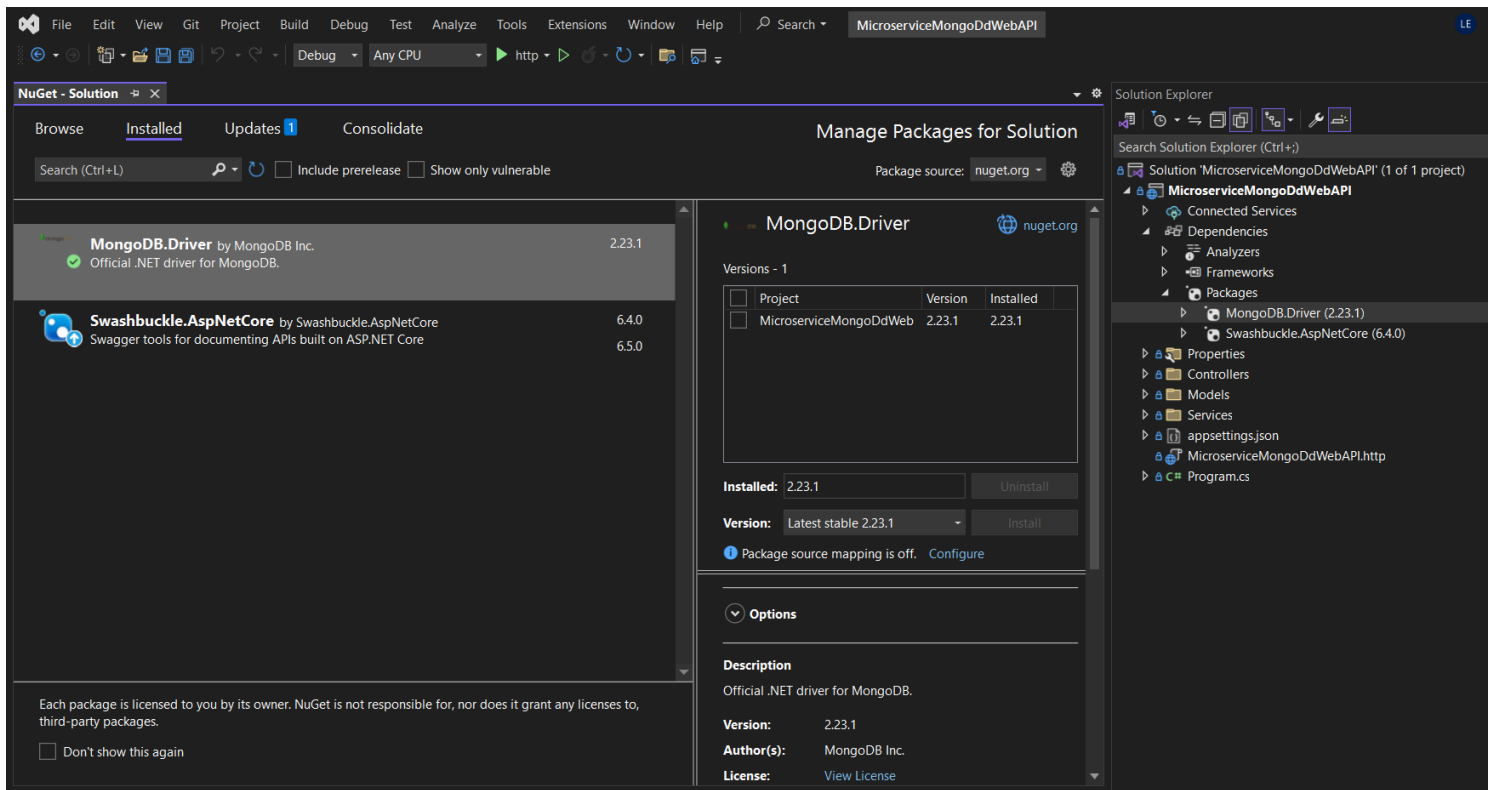 File Edit View Git Project Build Debug Test Analyze Tools Extensions Window Help Search MicroserviceMongoDdWebAPI LE
Debug Any CPU http
NuGet - Solution
Browse Installed Updates 1 Consolidate
Manage Packages for Solution
Search (Ctrl+L) Include prerelease Show only vulnerable
Package source: nuget.org
MongoDB.Driver by MongoDB Inc. 2.23.1
Official .NET driver for MongoDB.
Swashbuckle.AspNetCore by Swashbuckle.AspNetCore 6.4.0
Swagger tools for documenting APIs built on ASP.NET Core 6.5.0
Each package is licensed to you by its owner. NuGet is not responsible for, nor does it grant any licenses to,
third-party packages.
Don't show this again
MongoDB.Driver nuget.org
Versions - 1
Project Version Installed
MicroserviceMongoDdWeb 2.23.1 2.23.1
Installed: 2.23.1 Uninstall
Version: Latest stable 2.23.1 Install
Package source mapping is off. Configure
Options
Description
Official .NET driver for MongoDB.
Version: 2.23.1
Author(s): MongoDB Inc.
License: View License
Solution Explorer
Search Solution Explorer (Ctrl+;)
Solution 'MicroserviceMongoDdWebAPI' (1 of 1 project)
MicroserviceMongoDdWebAPI
Connected Services
Dependencies
Analyzers
Frameworks
Packages
MongoDB.Driver (2.23.1)
Swashbuckle.AspNetCore (6.4.0)
Properties
Controllers
Models
Services
appsettings.json
MicroserviceMongoDdWebAPI.http
C# Program.cs